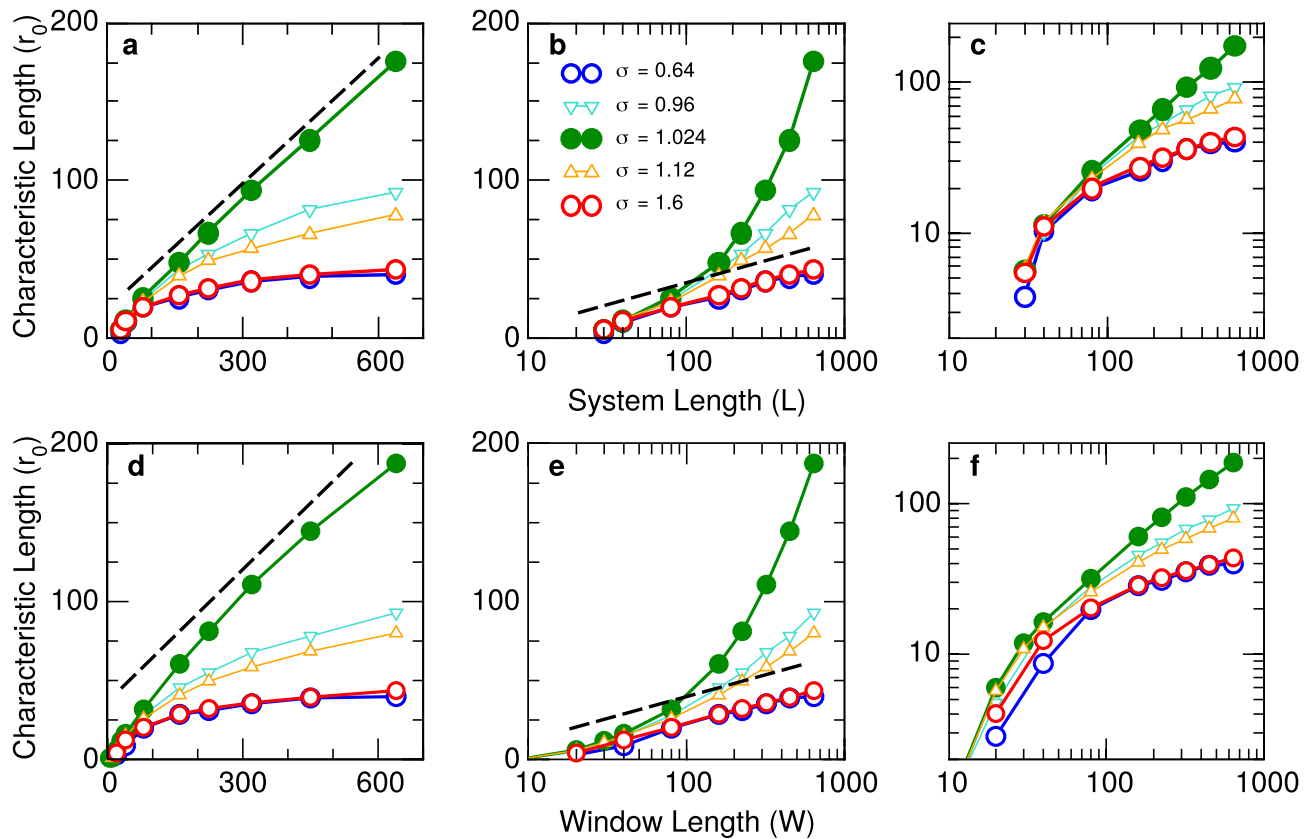 200
a
100
0
0
300
600
Characteristic Length (r0)
200
b
σ = 0.64
σ = 0.96
σ = 1.024
σ = 1.12
σ = 1.6
100
0
10
100
1000
c
100
10
10
100
1000
System Length (L)
200
d
100
0
0
300
600
Characteristic Length (r0)
200
e
100
0
10
100
1000
f
100
10
10
100
1000
Window Length (W)